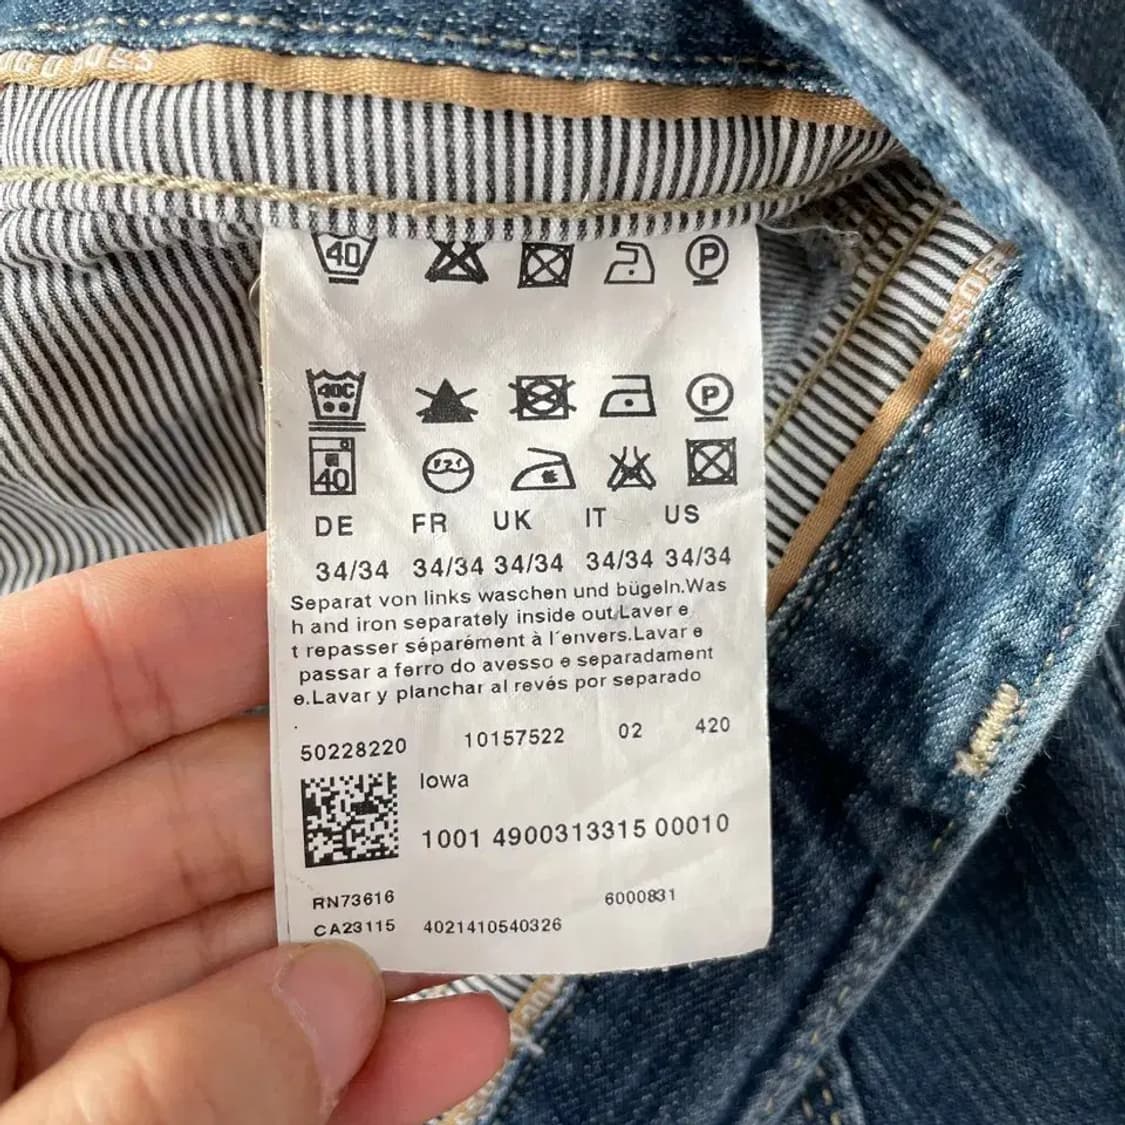 40
P
40C
P
40
DE FR UK IT US
34/34 34/34 34/34 34/34 34/34
Separat von links waschen und bügeln.Was
h and iron separately inside out.Laver e
t repasser séparément à l´envers.Lavar e
passar a ferro do avesso e separadament
e.Lavar y planchar al revés por separado
.
50228220 10157522 02 420
Iowa
1001 4900313315 00010
RN73616 6000831
CA23115 4021410540326